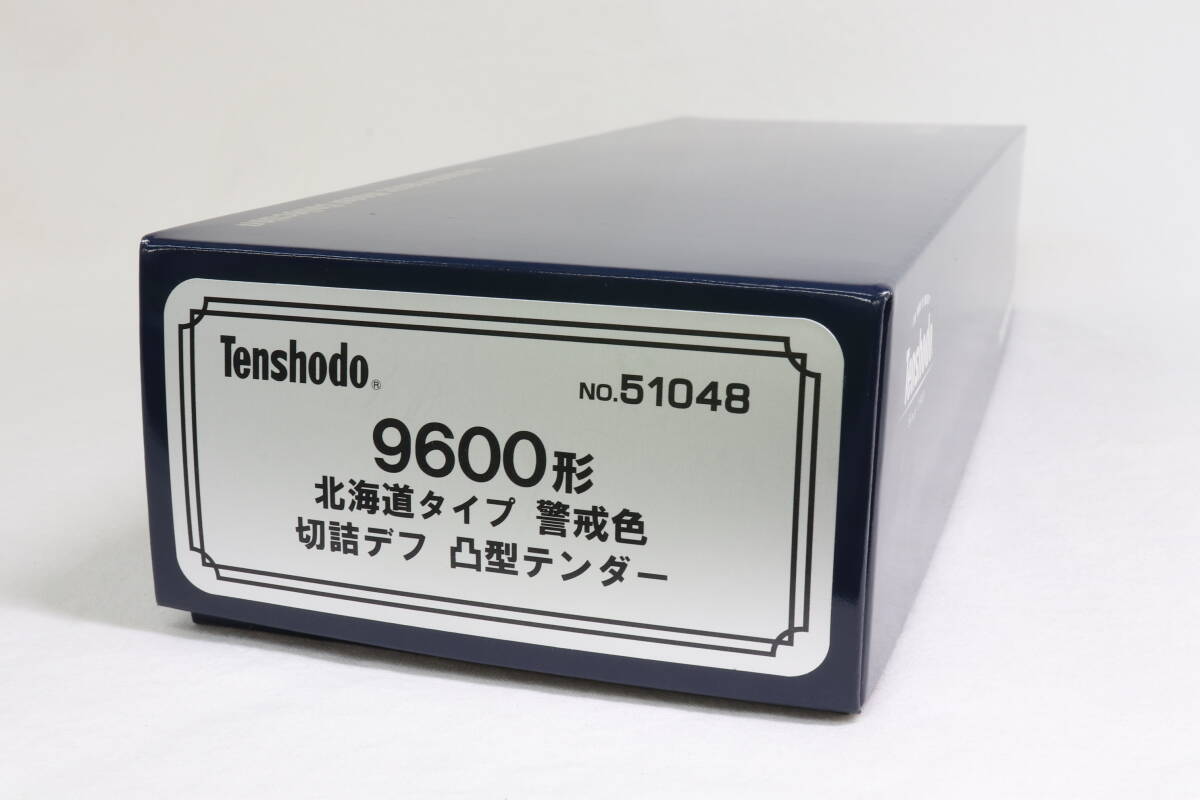 Tenshodo®
NO.51048
9600形
北海道タイプ 警戒色
切詰デフ 凸型テンダー
Tenshodo